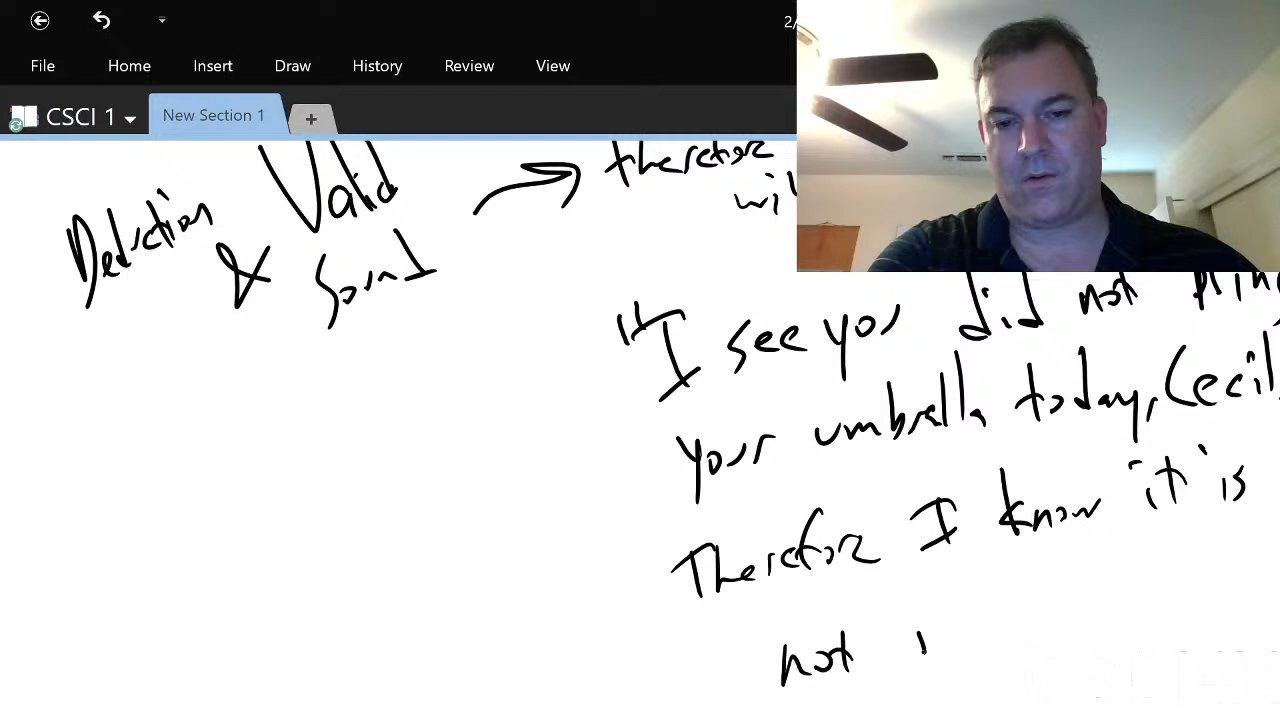 2/
File Home Insert Draw History Review View
CSCI 1 New Section 1 +
therefore
Deduction Valid
& Sound
"I see you did not
your umbrella today, Cecil,
Therefore I know it is
not